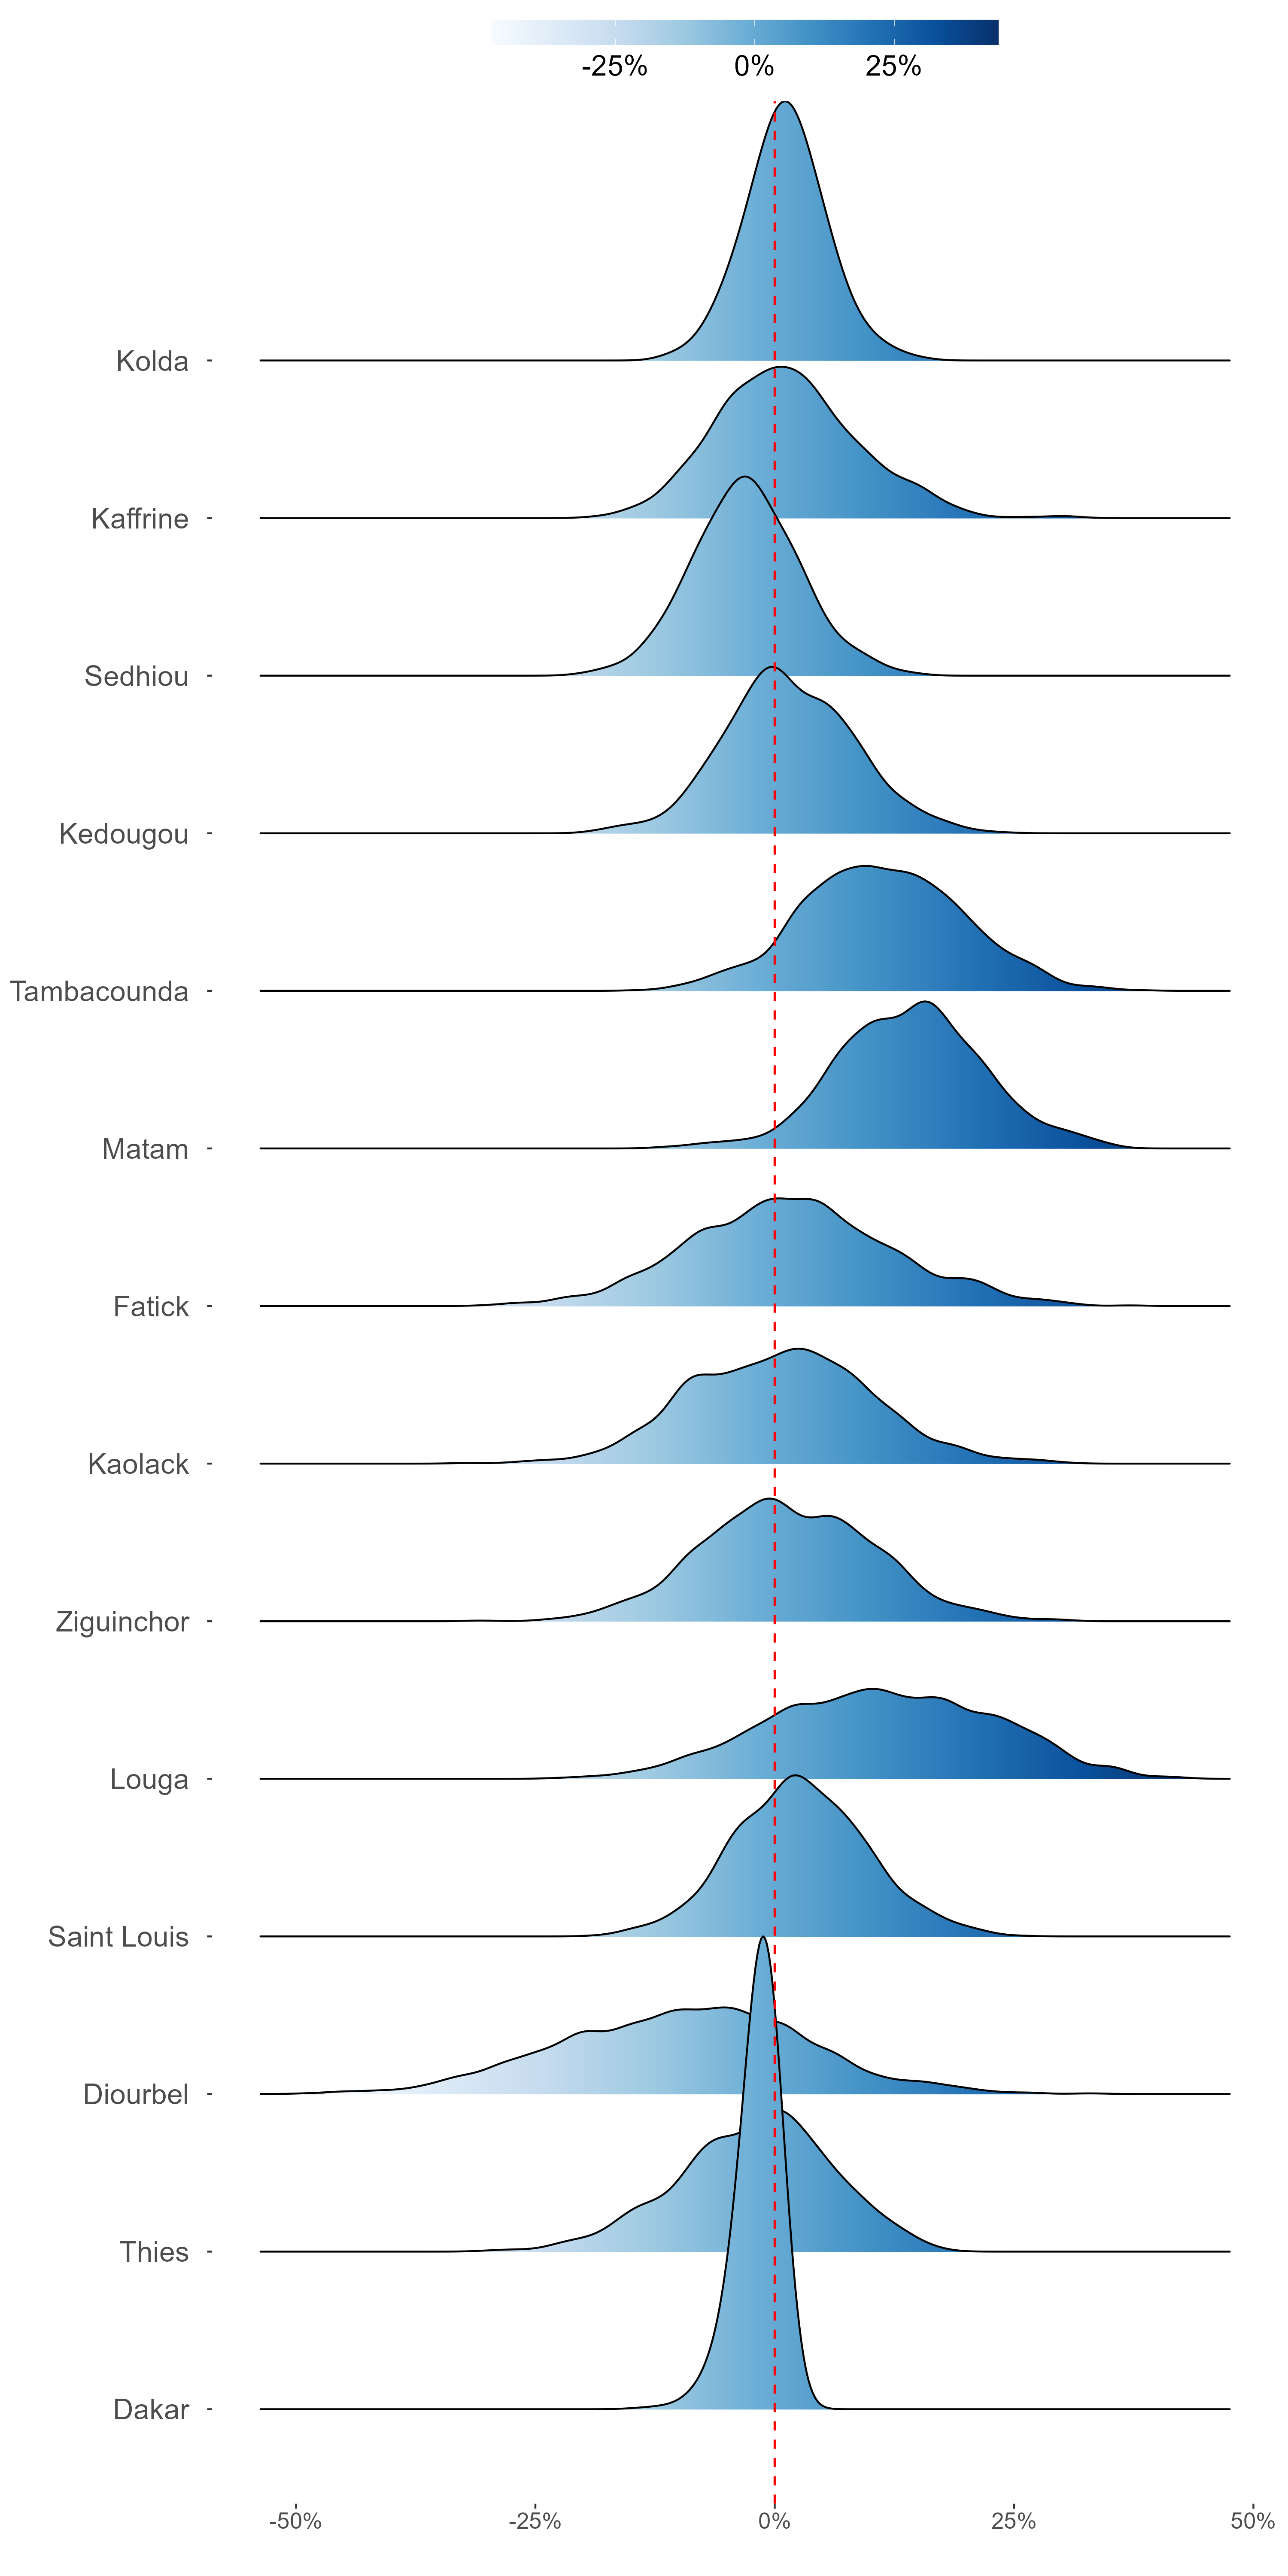 -25% 0% 25%
Kolda
Kaffrine
Sedhiou
Kedougou
Tambacounda
Matam
Fatick
Kaolack
Ziguinchor
Louga
Saint Louis
Diourbel
Thies
Dakar
-50% -25% 0% 25% 50%